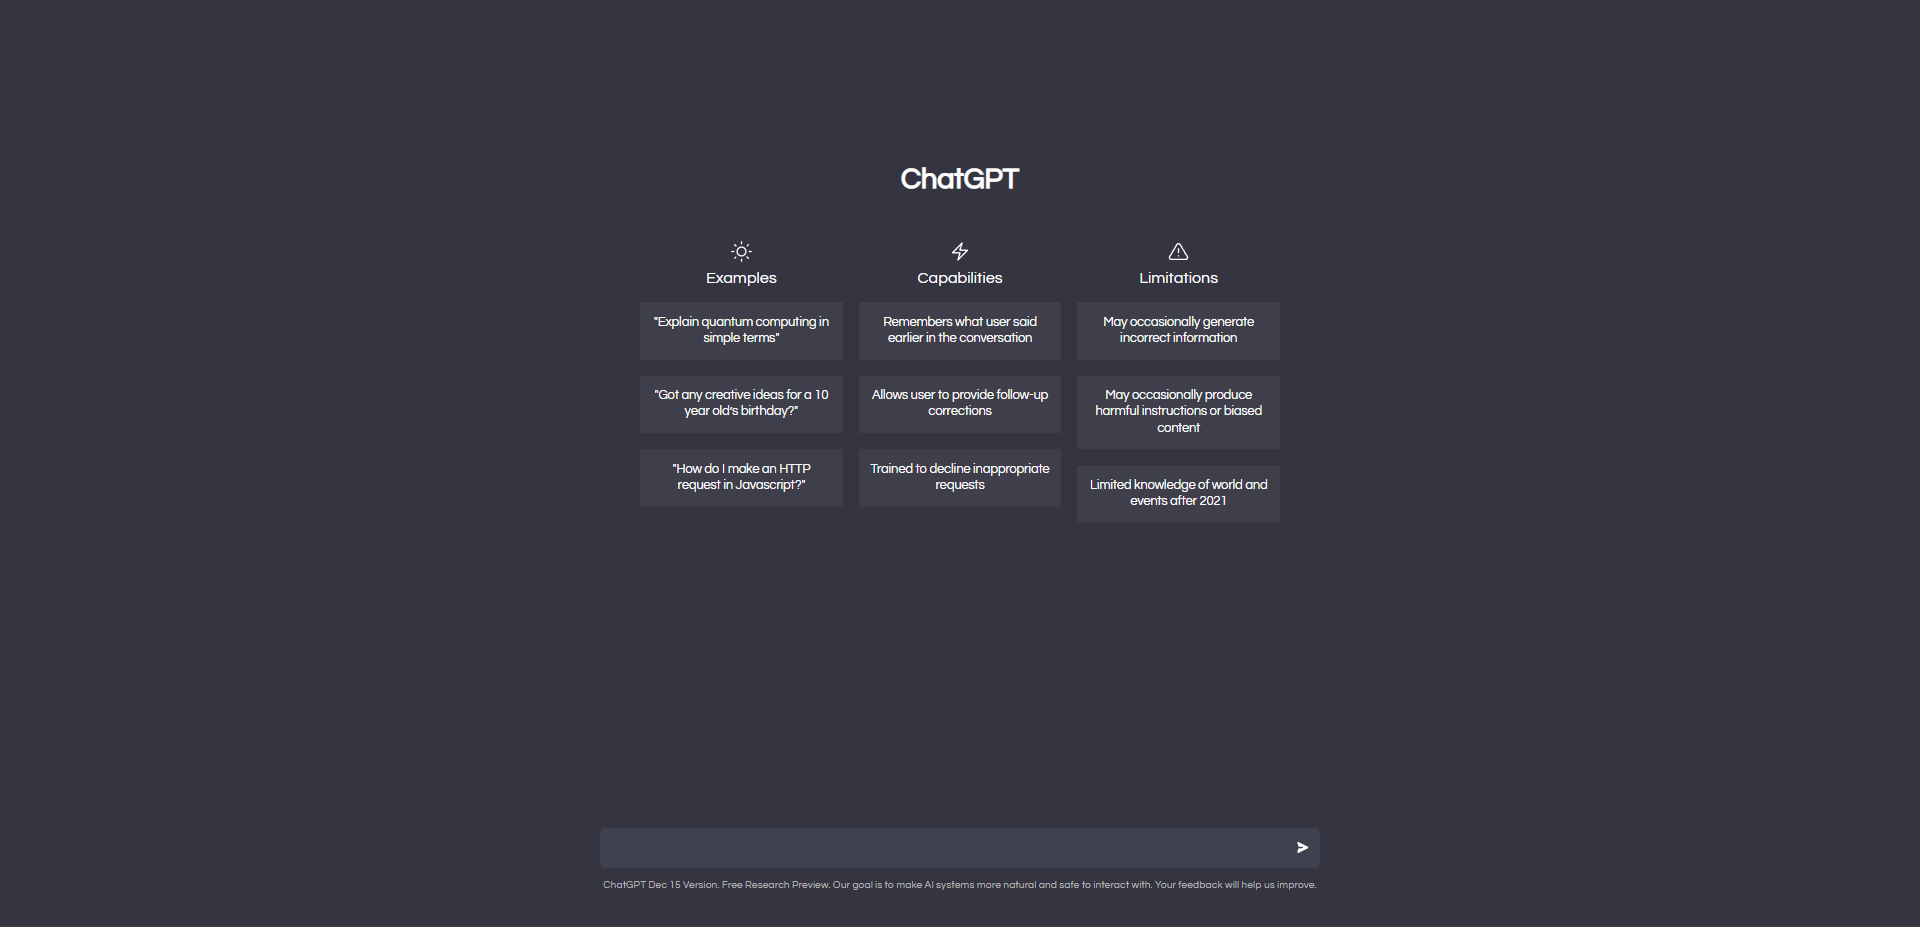 ChatGPT
Examples
"Explain quantum computing in
simple terms"
"Got any creative ideas for a 10
year old's birthday?"
"How do I make an HTTP
request in Javascript?"
Capabilities
Remembers what user said
earlier in the conversation
Allows user to provide follow-up
corrections
Trained to decline inappropriate
requests
Limitations
May occasionally generate
incorrect information
May occasionally produce
harmful instructions or biased
content
Limited knowledge of world and
events after 2021
ChatGPT Dec 15 Version. Free Research Preview. Our goal is to make AI systems more natural and safe to interact with. Your feedback will help us improve.